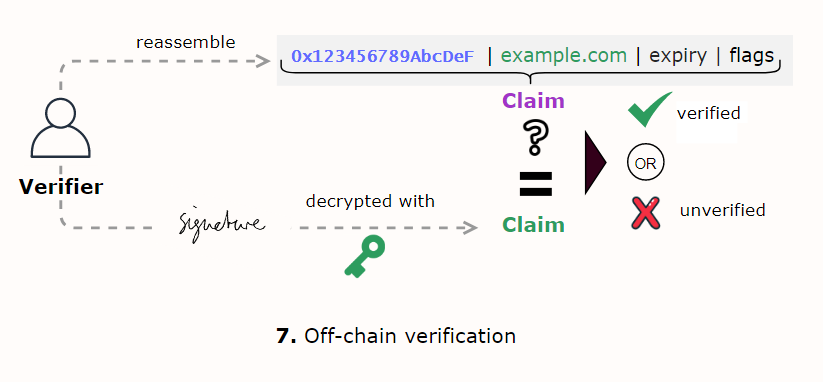 reassemble
0x123456789AbcDeF | example.com | expiry | flags
Claim
?
=
verified
OR
Verifier
signature
decrypted with
Claim
unverified
7. Off-chain verification